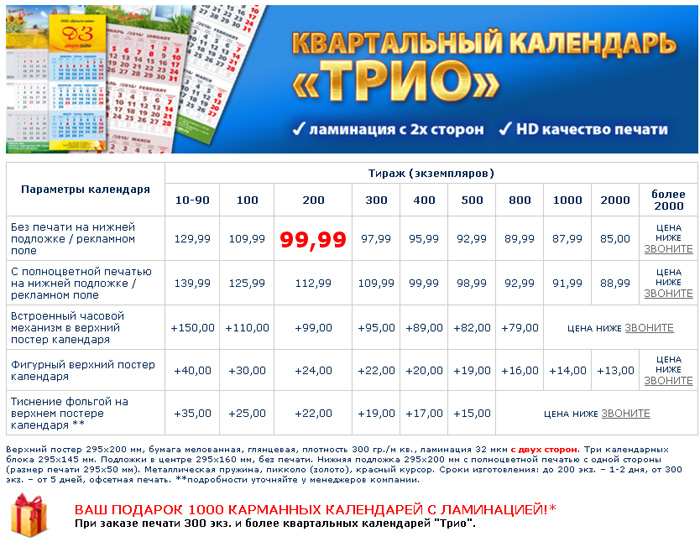 КВАРТАЛЬНЫЙ КАЛЕНДАРЬ
«ТРИО»
✓ ламинация с 2х сторон ✓ HD качество печати
Параметры календаря
Тираж (экземпляров)
10-90 100 200 300 400 500 800 1000 2000 более
2000
Без печати на нижней
подложке / рекламном
поле
129,99 109,99 99,99 97,99 95,99 92,99 89,99 87,99 85,00 ЦЕНА
НИЖЕ
ЗВОНИТЕ
С полноцветной печатью
на нижней подложке /
рекламном поле
139,99 125,99 112,99 109,99 99,99 98,99 92,99 91,99 88,99 ЦЕНА
НИЖЕ
ЗВОНИТЕ
Встроенный часовой
механизм в верхний
постер календаря
+150,00 +110,00 +99,00 +95,00 +89,00 +82,00 +79,00 ЦЕНА НИЖЕ ЗВОНИТЕ
Фигурный верхний постер
календаря
+40,00 +30,00 +24,00 +22,00 +20,00 +19,00 +16,00 +14,00 +13,00 ЦЕНА
НИЖЕ
ЗВОНИТЕ
Тиснение фольгой на
верхнем постере
календаря **
+35,00 +25,00 +22,00 +19,00 +17,00 +15,00 ЦЕНА НИЖЕ ЗВОНИТЕ
Верхний постер 295х200 мм, бумага мелованная, глянцевая, плотность 300 гр./м кв., ламинация 32 мкм с двух сторон. Три календарных
блока 295х145 мм. Подложки в центре 295х160 мм, без печати. Нижняя подложка 295х200 мм с полноцветной печатью с одной стороны
(размер печати 295х50 мм). Металлическая пружина, пикколо (золото), красный курсор. Сроки изготовления: до 200 экз. – 1-2 дня, от 300
экз. – от 5 дней, офсетная печать. **подробности уточняйте у менеджеров компании.
ВАШ ПОДАРОК 1000 КАРМАННЫХ КАЛЕНДАРЕЙ С ЛАМИНАЦИЕЙ!*
При заказе печати 300 экз. и более квартальных календарей "Трио".